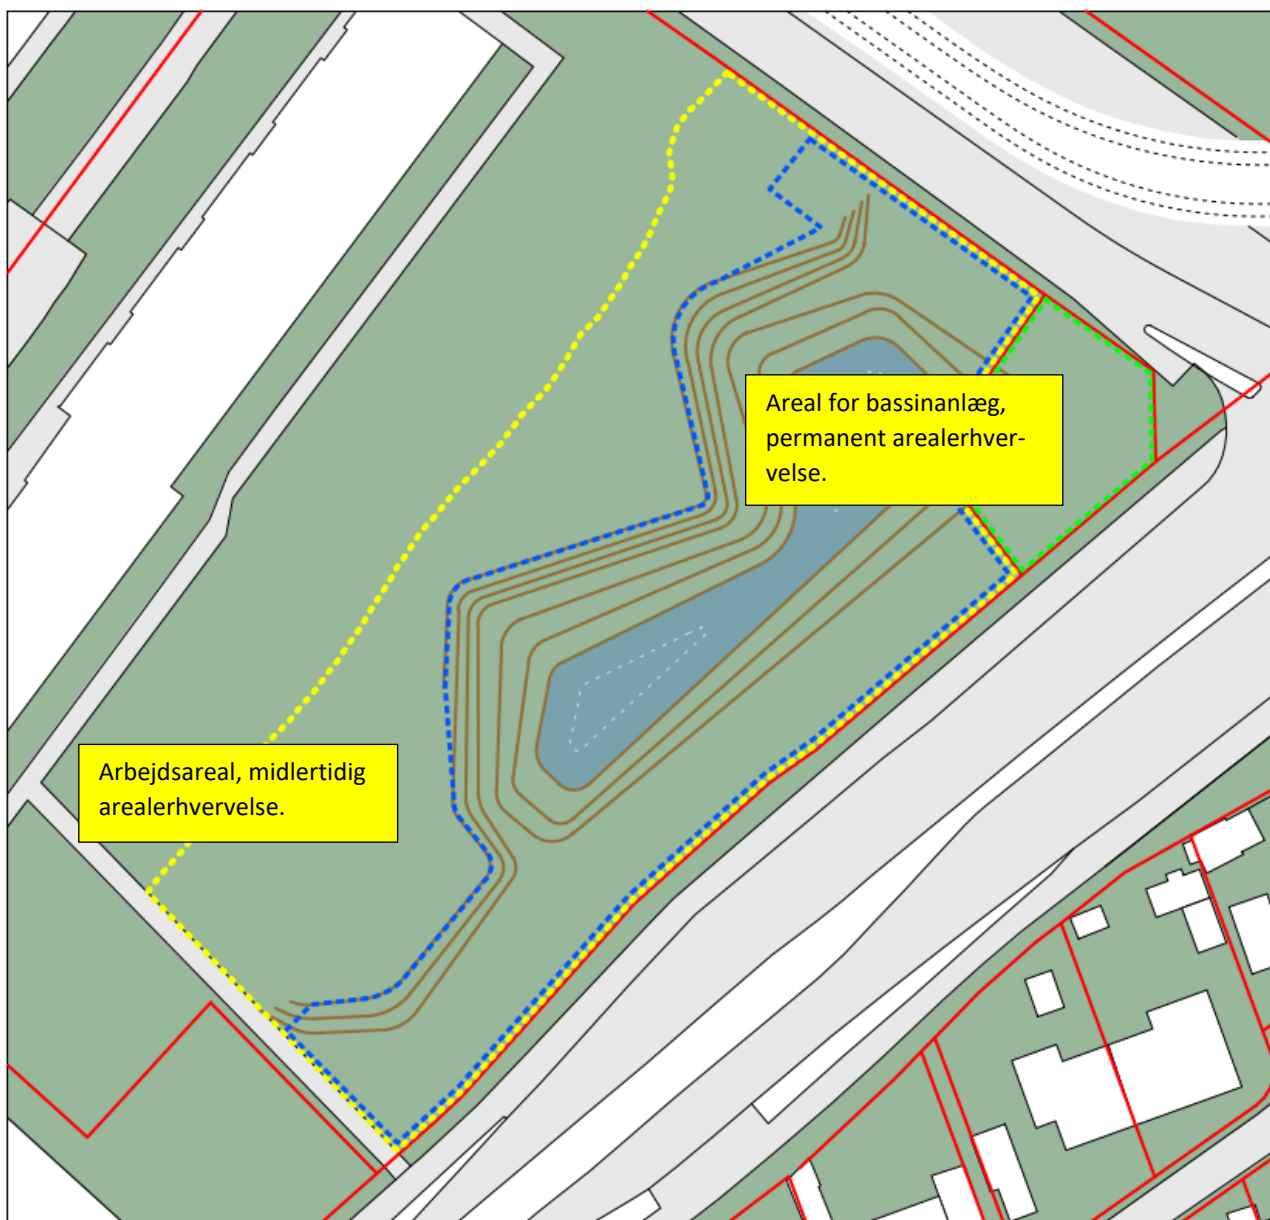 Areal for bassinanlæg,
permanent arealerhver-
velse.
Arbejdsareal, midlertidig
arealerhvervelse.